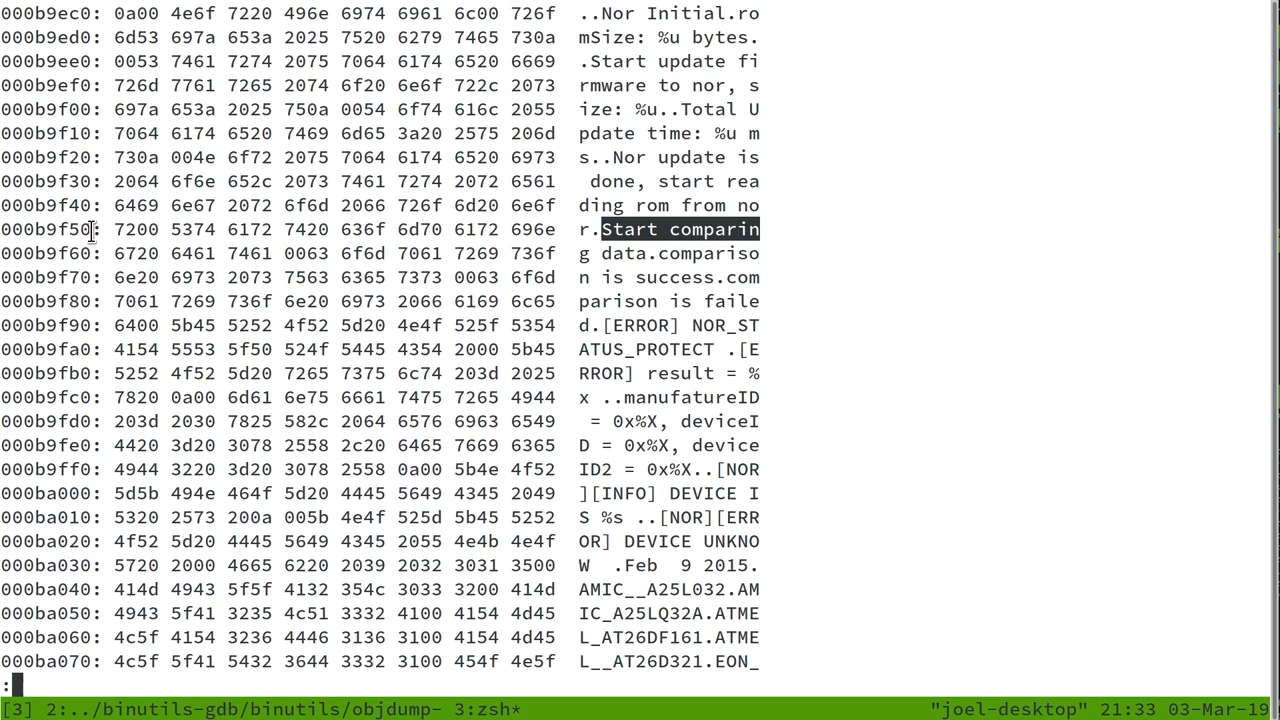 000b9ec0: 0a00 4e6f 7220 496e 6974 6961 6c00 726f  ..Nor Initial.ro
000b9ed0: 6d53 697a 653a 2025 7520 6279 7465 730a  mSize: %u bytes.
000b9ee0: 0053 7461 7274 2075 7064 6174 6520 6669  .Start update fi
000b9ef0: 726d 7761 7265 2074 6f20 6e6f 722c 2073  rmware to nor, s
000b9f00: 697a 653a 2025 750a 0054 6f74 616c 2055  ize: %u..Total U
000b9f10: 7064 6174 6520 7469 6d65 3a20 2575 206d  pdate time: %u m
000b9f20: 730a 004e 6f72 2075 7064 6174 6520 6973  s..Nor update is
000b9f30: 2064 6f6e 652c 2073 7461 7274 2072 6561   done, start rea
000b9f40: 6469 6e67 2072 6f6d 2066 726f 6d20 6e6f  ding rom from no
000b9f50: 7200 5374 6172 7420 636f 6d70 6172 696e  r.Start comparin
000b9f60: 6720 6461 7461 0063 6f6d 7061 7269 736f  g data.compariso
000b9f70: 6e20 6973 2073 7563 6365 7373 0063 6f6d  n is success.com
000b9f80: 7061 7269 736f 6e20 6973 2066 6169 6c65  parison is faile
000b9f90: 6400 5b45 5252 4f52 5d20 4e4f 525f 5354  d.[ERROR] NOR_ST
000b9fa0: 4154 5553 5f50 524f 5445 4354 2000 5b45  ATUS_PROTECT .[E
000b9fb0: 5252 4f52 5d20 7265 7375 6c74 203d 2025  RROR] result = %
000b9fc0: 7820 0a00 6d61 6e75 6661 7475 7265 4944  x ..manufatureID
000b9fd0: 203d 2030 7825 582c 2064 6576 6963 6549   = 0x%X, deviceI
000b9fe0: 4420 3d20 3078 2558 2c20 6465 7669 6365  D = 0x%X, device
000b9ff0: 4944 3220 3d20 3078 2558 0a00 5b4e 4f52  ID2 = 0x%X..[NOR
000ba000: 5d5b 494e 464f 5d20 4445 5649 4345 2049  ][INFO] DEVICE I
000ba010: 5320 2573 200a 005b 4e4f 525d 5b45 5252  S %s ..[NOR][ERR
000ba020: 4f52 5d20 4445 5649 4345 2055 4e4b 4e4f  OR] DEVICE UNKNO
000ba030: 5720 2000 4665 6220 2039 2032 3031 3500  W  .Feb  9 2015.
000ba040: 414d 4943 5f5f 4132 354c 3033 3200 414d  AMIC__A25L032.AM
000ba050: 4943 5f41 3235 4c51 3332 4100 4154 4d45  IC_A25LQ32A.ATME
000ba060: 4c5f 4154 3236 4446 3136 3100 4154 4d45  L_AT26DF161.ATME
000ba070: 4c5f 5f41 5432 3644 3332 3100 454f 4e5f  L__AT26D321.EON_
:
[3] 2:../binutils-gdb/binutils/objdump- 3:zsh* "joel-desktop" 21:33 03-Mar-19